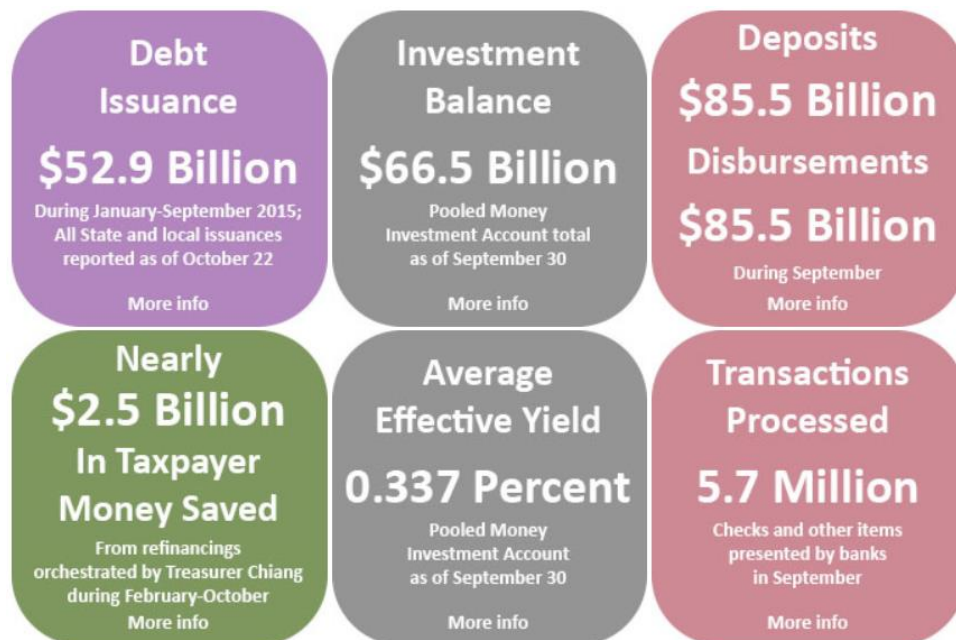 Debt
Issuance
$52.9 Billion
During January-September 2015;
All State and local issuances
reported as of October 22
More info
Investment
Balance
$66.5 Billion
Pooled Money
Investment Account total
as of September 30
More info
Deposits
$85.5 Billion
Disbursements
$85.5 Billion
During September
More info
Nearly
$2.5 Billion
In Taxpayer
Money Saved
From refinancings
orchestrated by Treasurer Chiang
during February-October
More info
Average
Effective Yield
0.337 Percent
Pooled Money
Investment Account
as of September 30
More info
Transactions
Processed
5.7 Million
Checks and other items
presented by banks
in September
More info